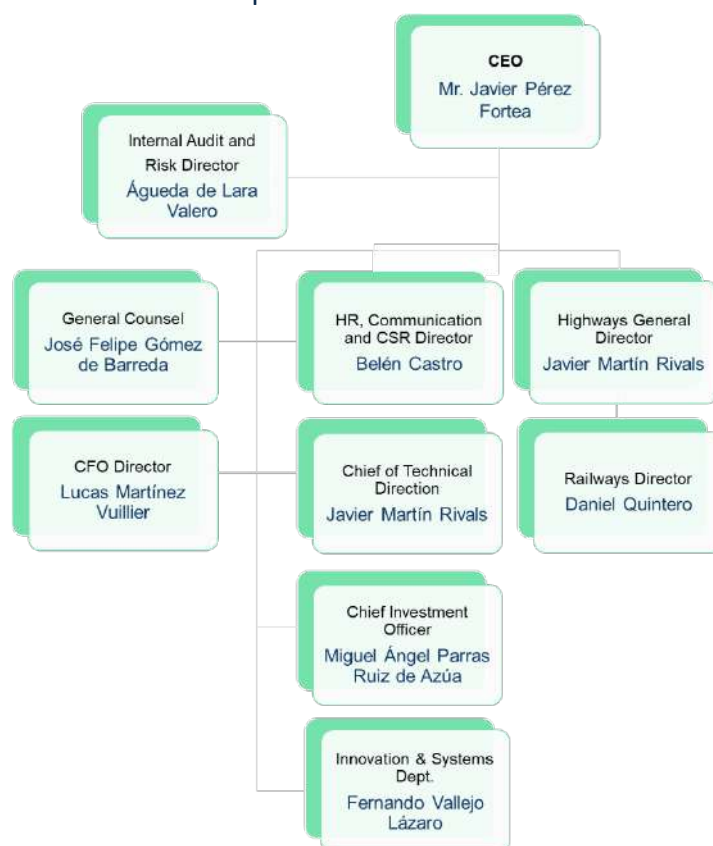 CEO
Mr. Javier Pérez
Fortea
Internal Audit and
Risk Director
Águeda de Lara
Valero
General Counsel
José Felipe Gómez
de Barreda
HR, Communication
and CSR Director
Belén Castro
Highways General
Director
Javier Martín Rivals
CFO Director
Lucas Martínez
Vuillier
Chief of Technical
Direction
Javier Martín Rivals
Railways Director
Daniel Quintero
Chief Investment
Officer
Miguel Ángel Parras
Ruiz de Azúa
Innovation & Systems
Dept.
Fernando Vallejo
Lázaro